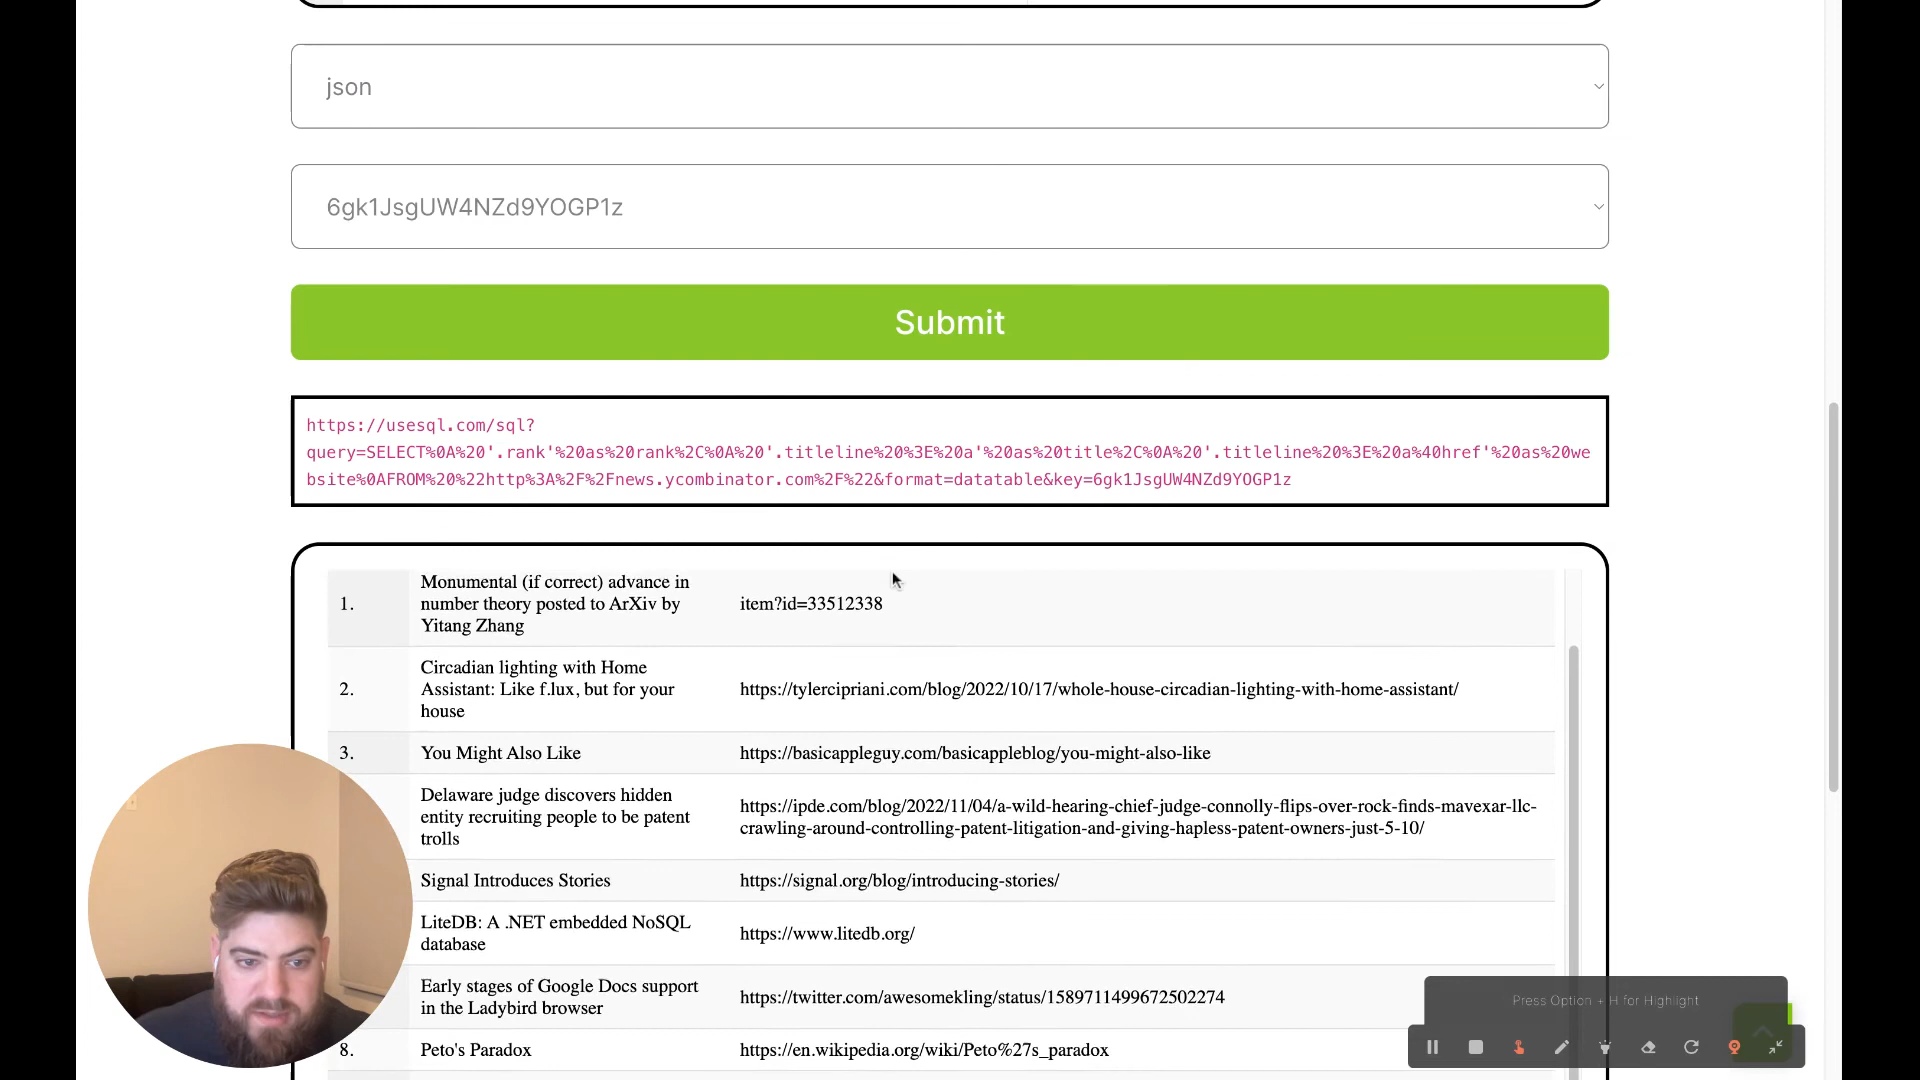 json
6gk1JsgUW4NZd9YOGP1z
Submit
https://usesql.com/sql?
query=SELECT%0A%20'.rank'%20as%20rank%2C%0A%20'.titleline%20%3E%20a'%20as%20title%2C%0A%20'.titleline%20%3E%20a%40href'%20as%20we
bsite%0AFROM%20%22http%3A%2F%2Fnews.ycombinator.com%2F%22&format=datatable&key=6gk1JsgUW4NZd9YOGP1z
Monumental (if correct) advance in
1. number theory posted to ArXiv by item?id=33512338
Yitang Zhang
Circadian lighting with Home
2. Assistant: Like f.lux, but for your https://tylercipriani.com/blog/2022/10/17/whole-house-circadian-lighting-with-home-assistant/
house
3. You Might Also Like https://basicappleguy.com/basicappleblog/you-might-also-like
Delaware judge discovers hidden
entity recruiting people to be patent
trolls
https://ipde.com/blog/2022/11/04/a-wild-hearing-chief-judge-connolly-flips-over-rock-finds-mavexar-llc-
crawling-around-controlling-patent-litigation-and-giving-hapless-patent-owners-just-5-10/
Signal Introduces Stories https://signal.org/blog/introducing-stories/
LiteDB: A .NET embedded NoSQL
database
https://www.litedb.org/
Early stages of Google Docs support
in the Ladybird browser
https://twitter.com/awesomekling/status/1589711499672502274
8. Peto's Paradox https://en.wikipedia.org/wiki/Peto%27s_paradox
Press Option + H for Highlight